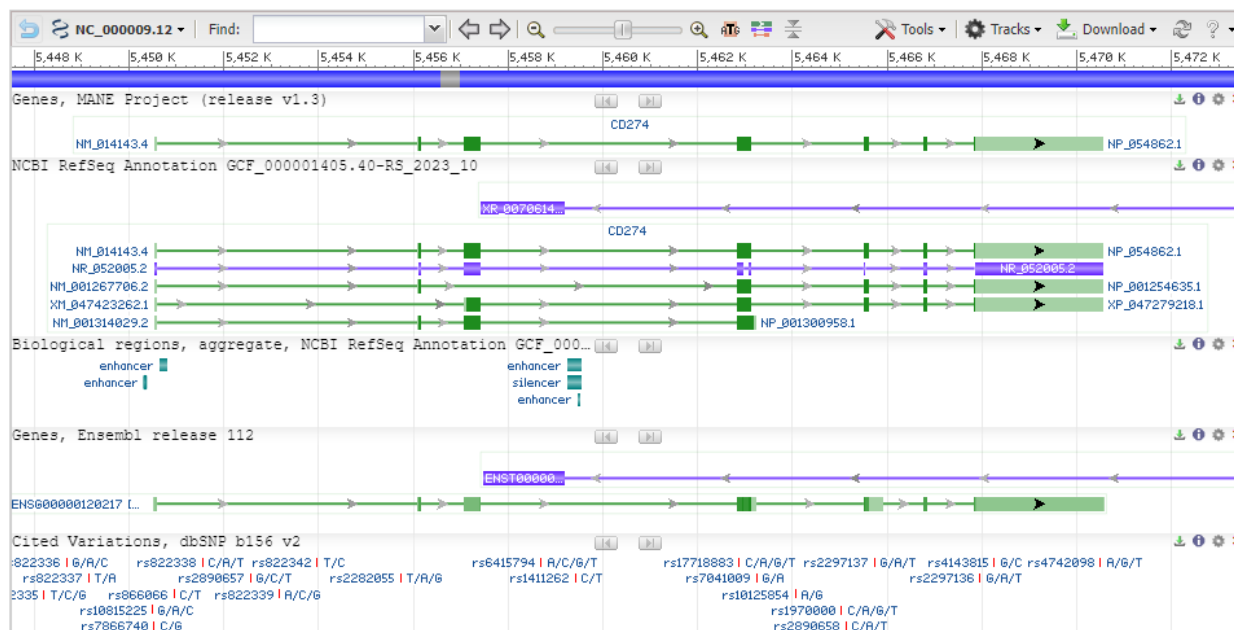 NC_000009.12 Find: ATG Tools Tracks Download ?
5,448 K 5,450 K 5,452 K 5,454 K 5,456 K 5,458 K 5,460 K 5,462 K 5,464 K 5,466 K 5,468 K 5,470 K 5,472 K
Genes, MANE Project (release v1.3)
CD274
NM_014143.4 NP_054862.1
NCBI RefSeq Annotation GCF_000001405.40-RS_2023_10
XR_0070614...
CD274
NM_014143.4 NP_054862.1
NR_052005.2 NR_052005.2
NM_001267706.2 NP_001254635.1
XM_047423262.1 XP_047279218.1
NM_001314029.2 NP_001300958.1
Biological regions, aggregate, NCBI RefSeq Annotation GCF_000...
enhancer enhancer
enhancer silencer
enhancer
Genes, Ensembl release 112
ENST00000...
ENSG00000120217 [...
Cited Variations, dbSNP b156 v2
822336 | G/A/C rs822338 | C/A/T rs822342 | T/C rs6415794 | A/C/G/T rs17718883 | C/A/G/T rs2297137 | G/A/T rs4143815 | G/C rs4742098 | A/G/T
rs822337 | T/A rs2890657 | G/C/T rs2282055 | T/A/G rs1411262 | C/T rs7041009 | G/A rs2297136 | G/A/T
2335 | T/C/G rs866066 | C/T rs822339 | A/C/G rs10125854 | A/G
rs10815225 | G/A/C rs1970000 | C/A/G/T
rs7866740 | C/G rs2890658 | C/A/T